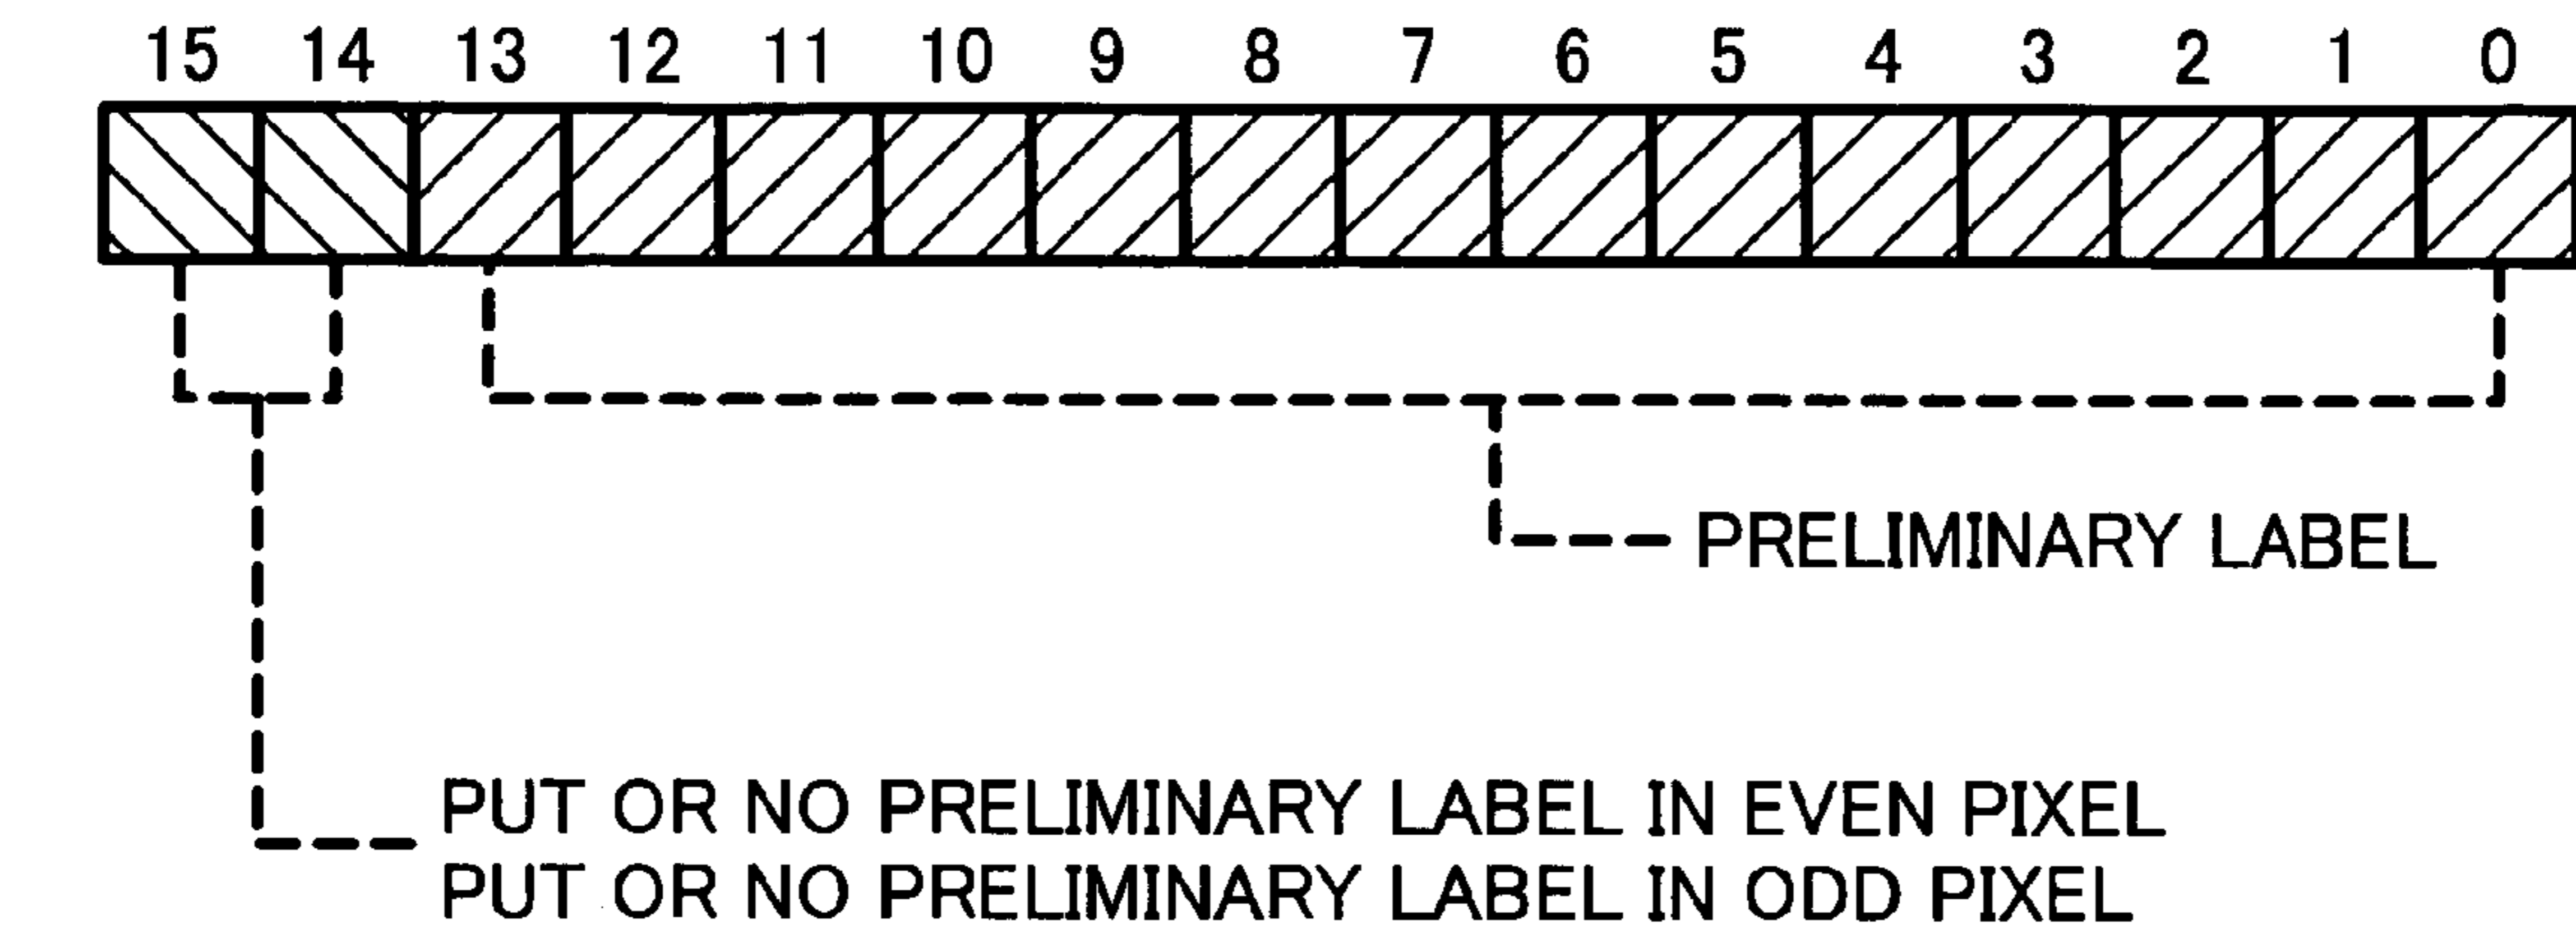 15 14 13 12 11 10 9 8 7 6 5 4 3 2 1 0
PRELIMINARY LABEL
PUT OR NO PRELIMINARY LABEL IN EVEN PIXEL
PUT OR NO PRELIMINARY LABEL IN ODD PIXEL